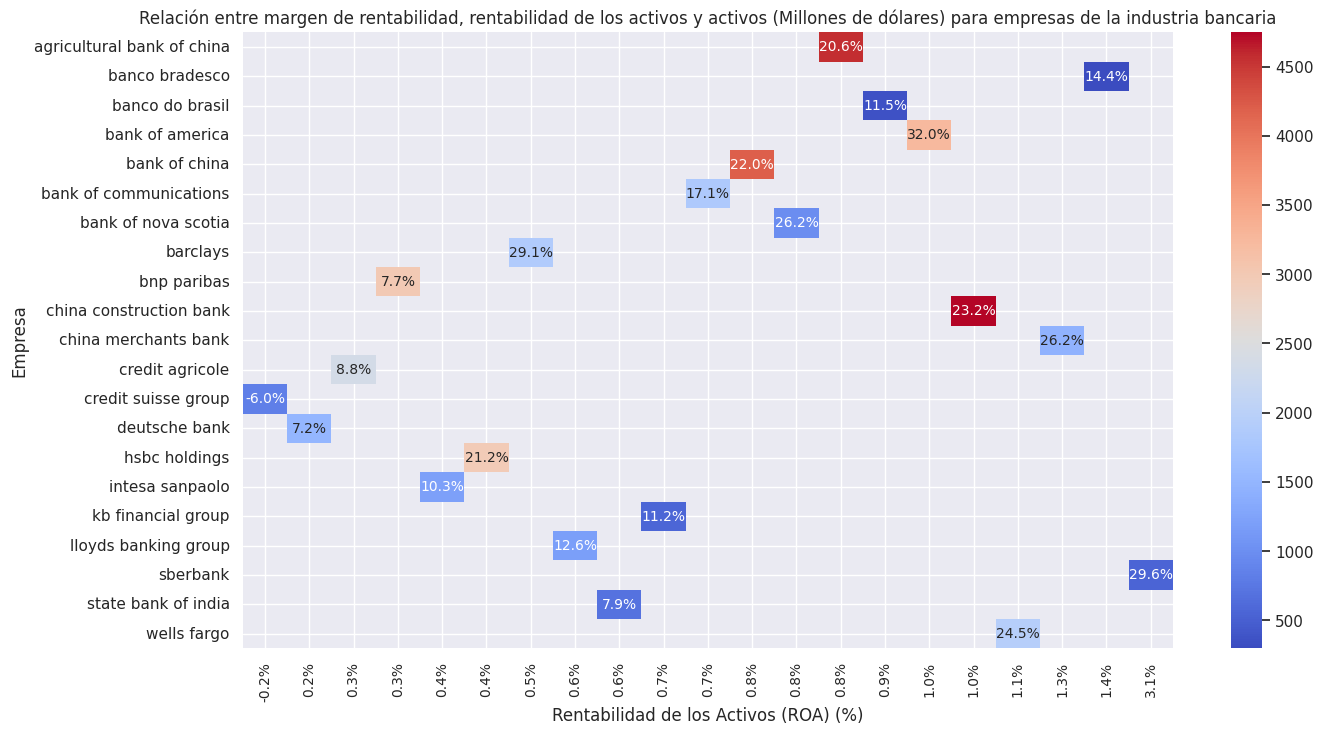 Relación entre margen de rentabilidad, rentabilidad de los activos y activos (Millones de dólares) para empresas de la industria bancaria
Empresa
agricultural bank of china 20.6%
banco bradesco 14.4%
banco do brasil 11.5%
bank of america 32.0%
bank of china 22.0%
bank of communications 17.1%
bank of nova scotia 26.2%
barclays 29.1%
bnp paribas 7.7%
china construction bank 23.2%
china merchants bank 26.2%
credit agricole 8.8%
credit suisse group -6.0%
deutsche bank 7.2%
hsbc holdings 21.2%
intesa sanpaolo 10.3%
kb financial group 11.2%
lloyds banking group 12.6%
sberbank 29.6%
state bank of india 7.9%
wells fargo 24.5%
-0.2% 0.2% 0.3% 0.3% 0.4% 0.4% 0.5% 0.6% 0.6% 0.7% 0.7% 0.8% 0.8% 0.8% 0.9% 1.0% 1.0% 1.1% 1.3% 1.4% 3.1%
Rentabilidad de los Activos (ROA) (%)
4500
4000
3500
3000
2500
2000
1500
1000
500